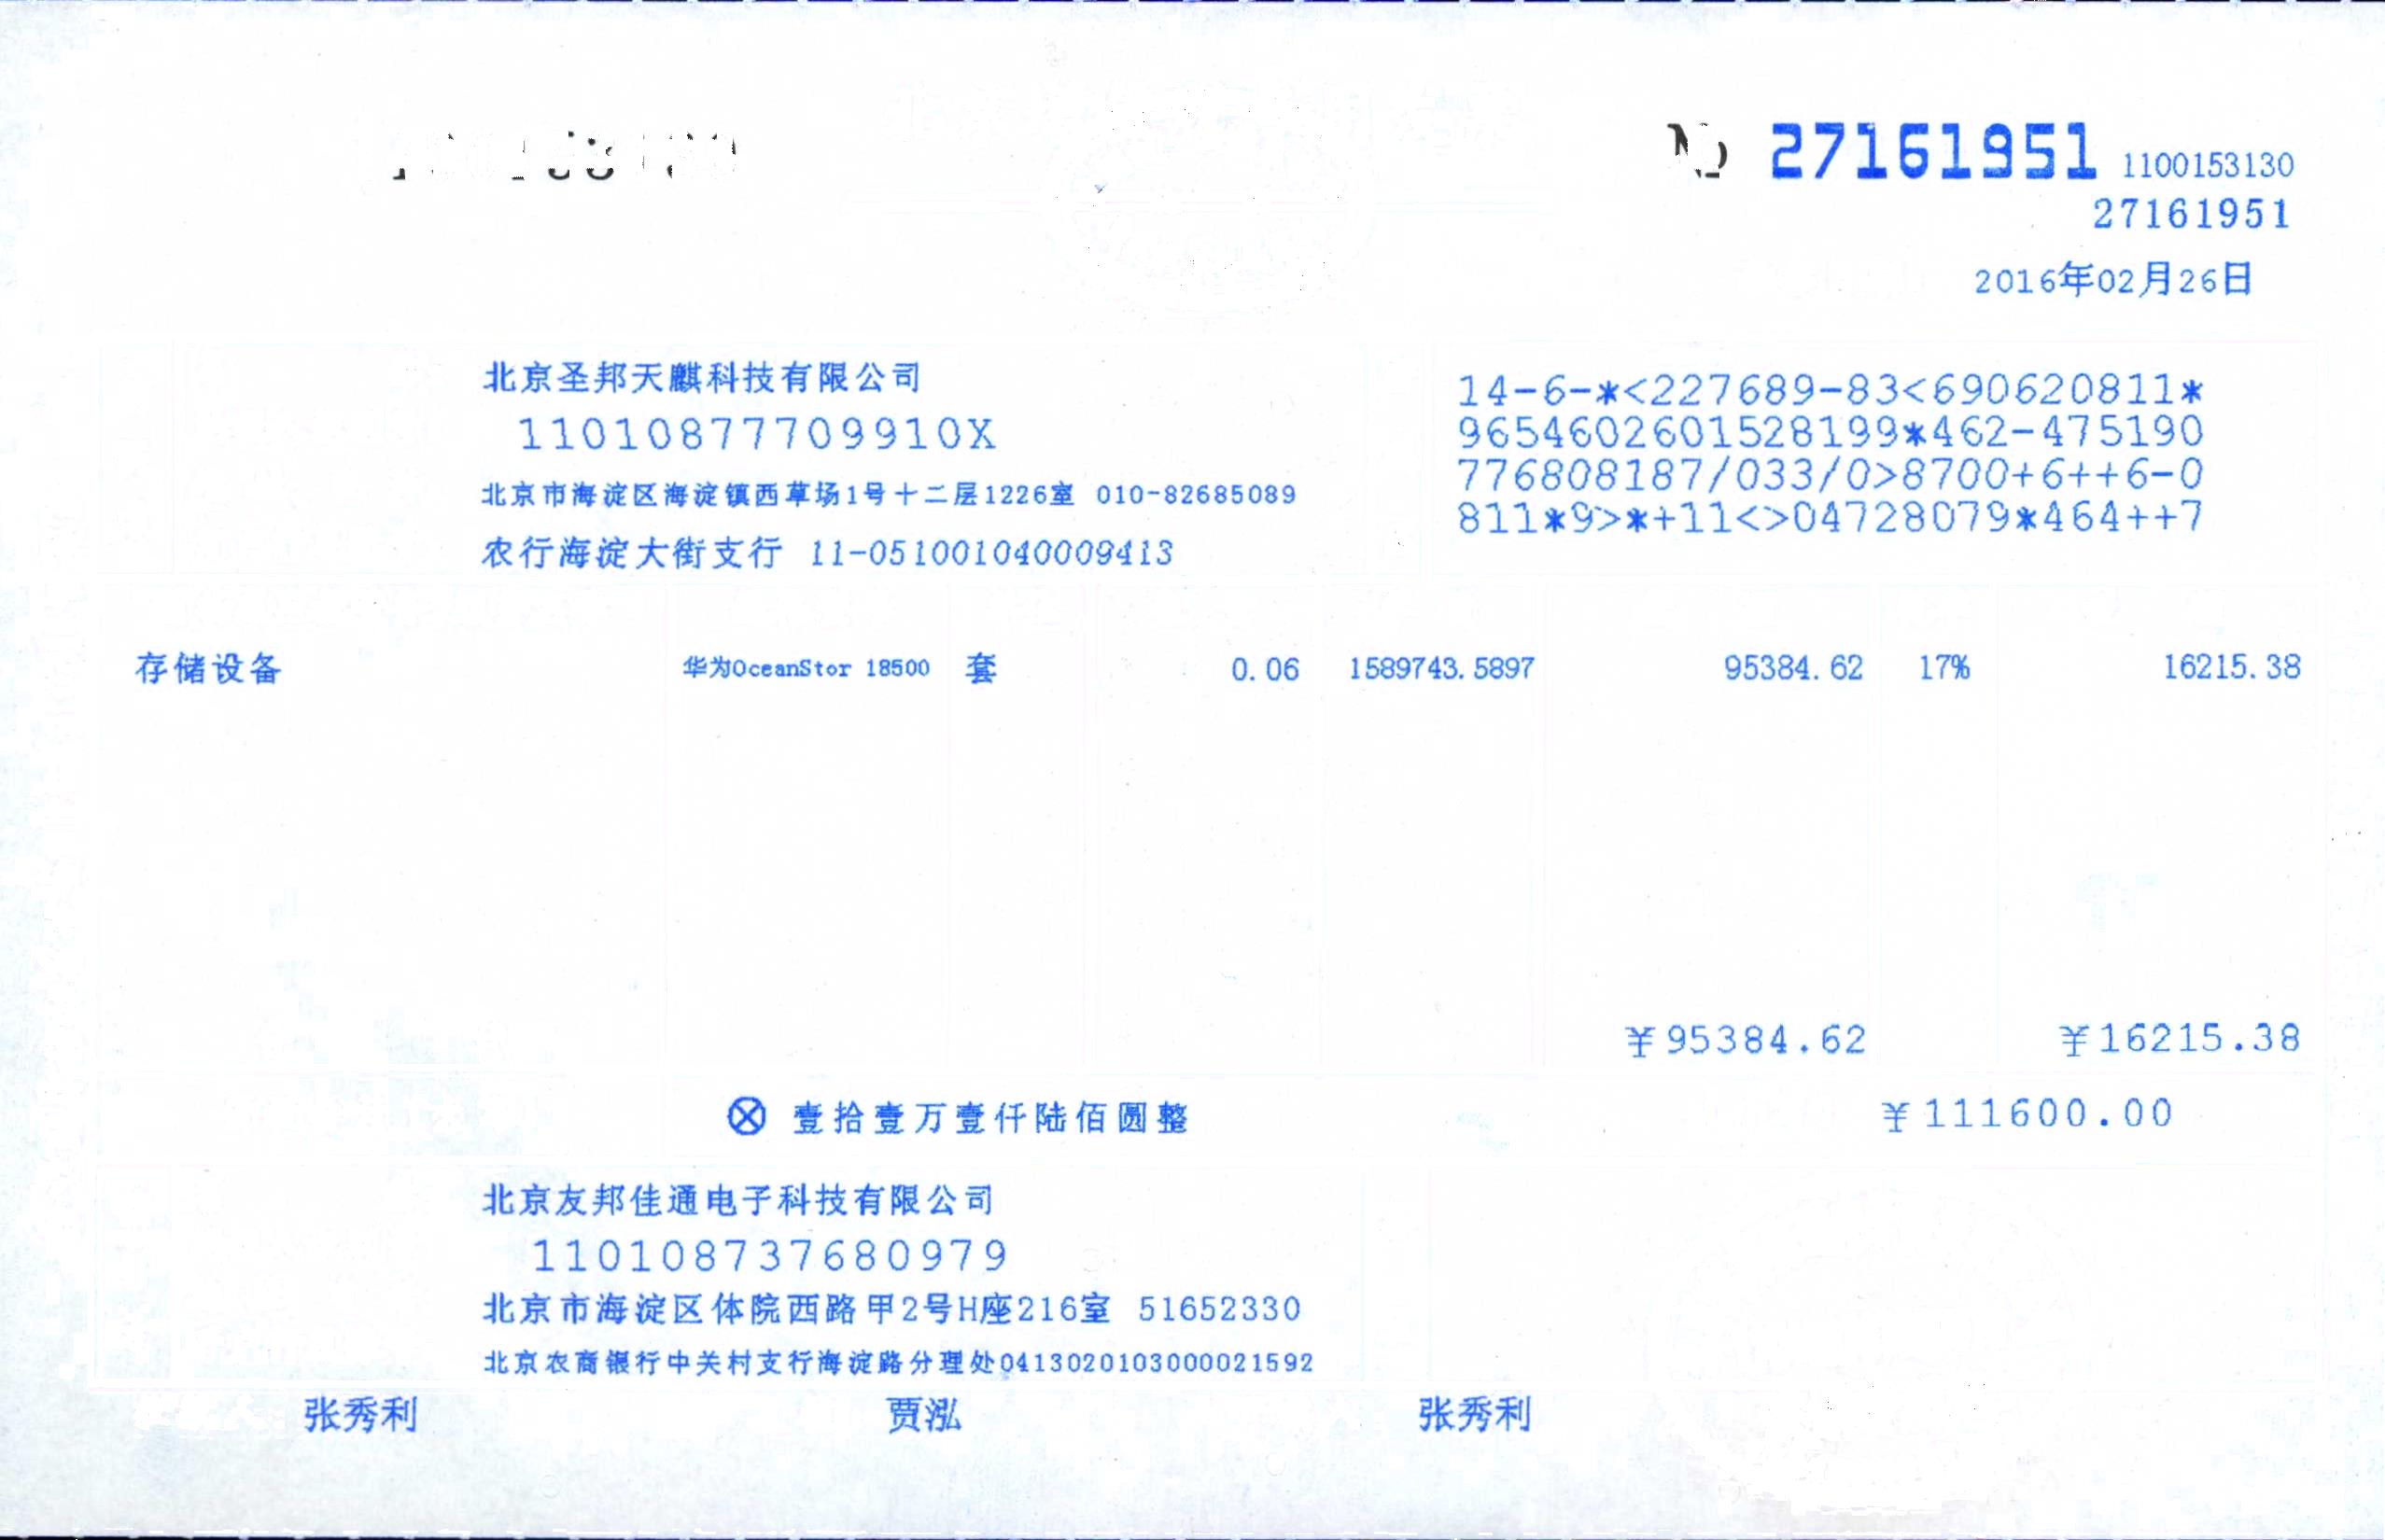 № 27161951 1100153130
27161951
2016年02月26日
北京圣邦天麒科技有限公司
11010877709910X
北京市海淀区海淀镇西草场1号十二层1226室 010-82685089
农行海淀大街支行 11-051001040009413
14-6-*<227689-83<690620811*
9654602601528199*462-475190
776808187/033/0>8700+6++6-0
811*9>*+11<>04728079*464++7
存储设备 华为OceanStor 18500 套 0.06 1589743.5897 95384.62 17% 16215.38
¥95384.62 ¥16215.38
ⓧ 壹拾壹万壹仟陆佰圆整 ¥111600.00
北京友邦佳通电子科技有限公司
110108737680979
北京市海淀区体院西路甲2号H座216室 51652330
北京农商银行中关村支行海淀路分理处0413020103000021592
张秀利 贾泓 张秀利